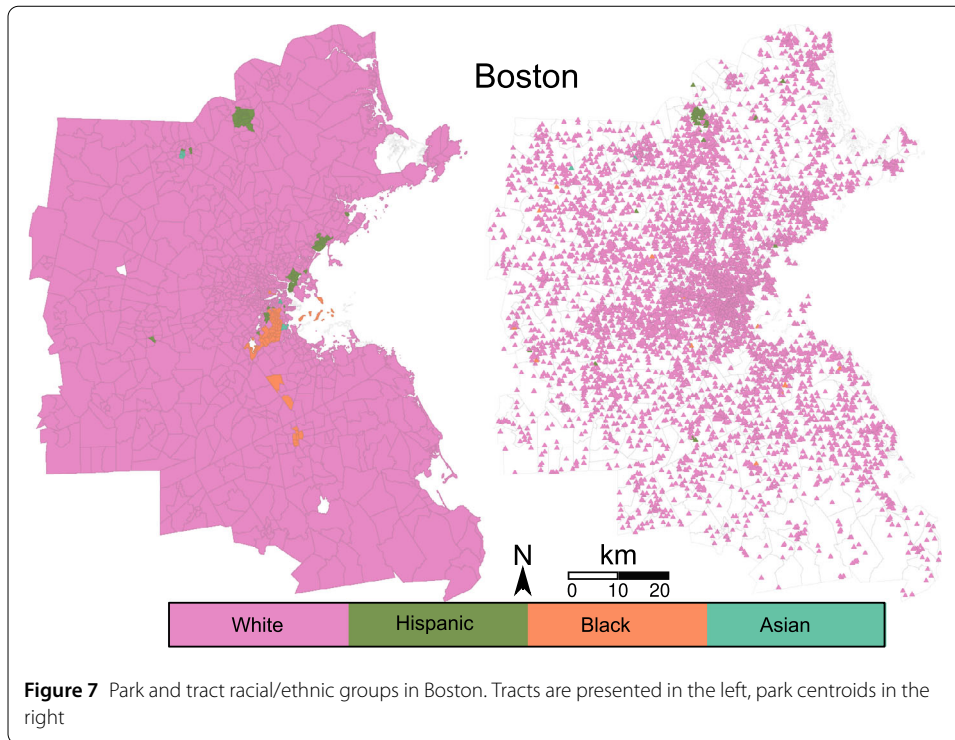 Boston
N
km
0 10 20
White Hispanic Black Asian
Figure 7 Park and tract racial/ethnic groups in Boston. Tracts are presented in the left, park centroids in the
right